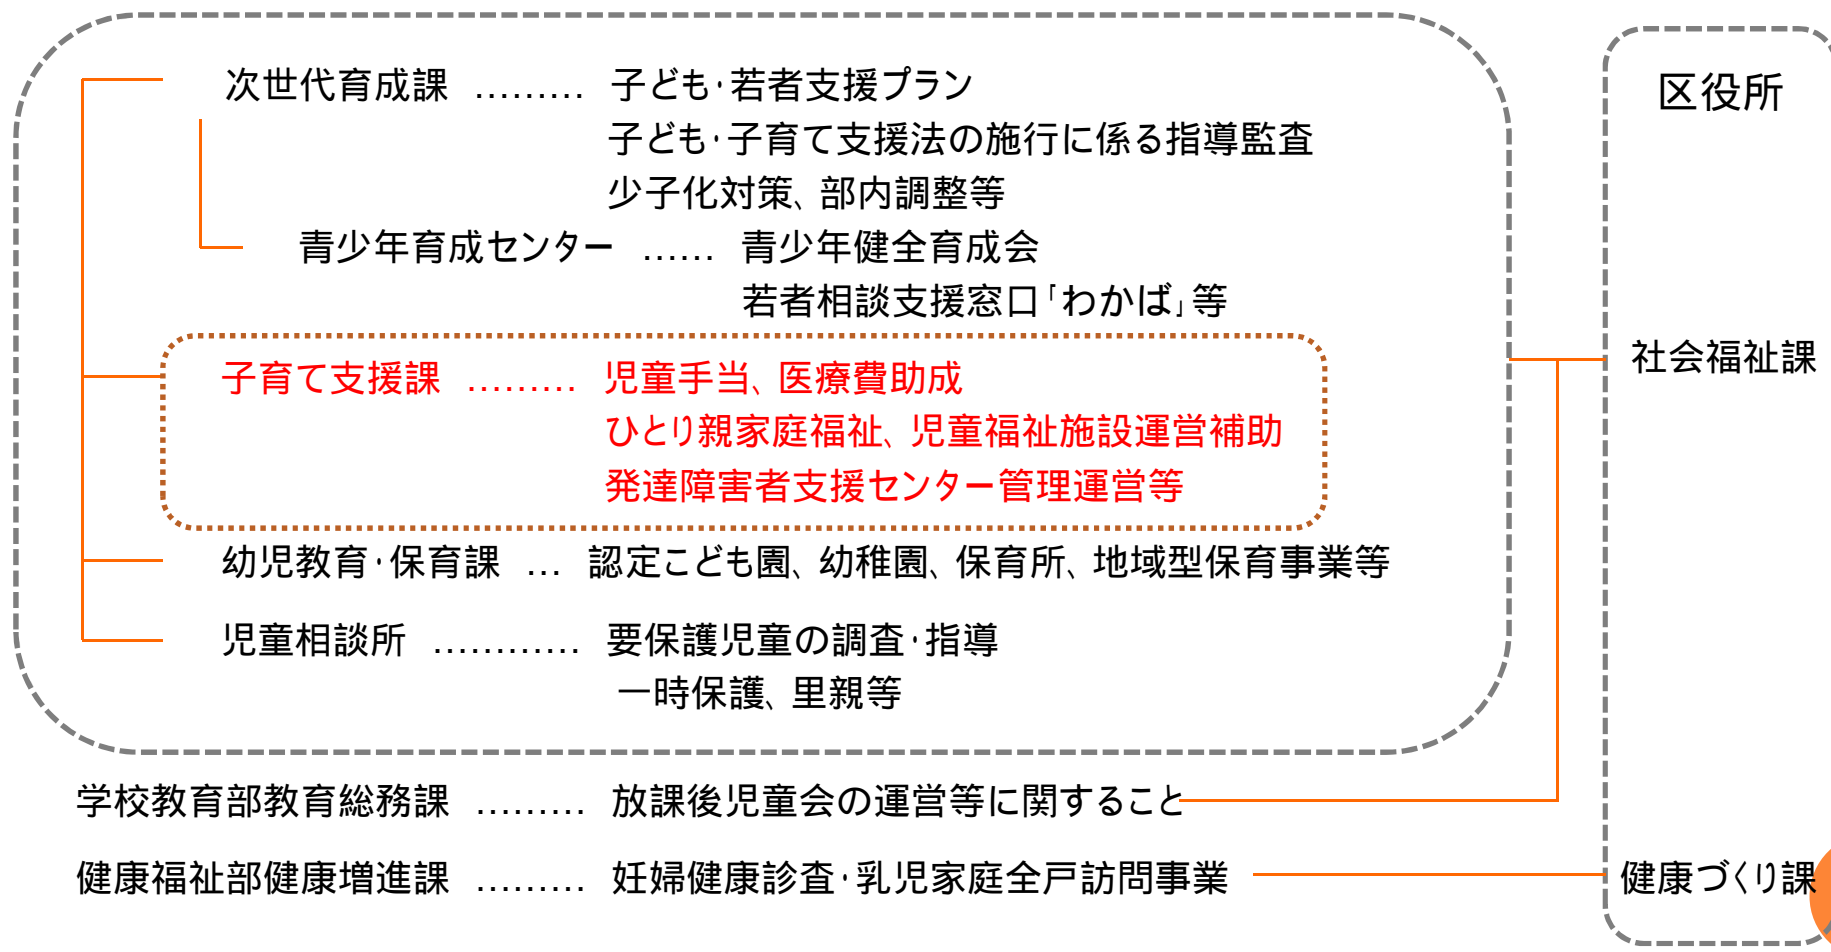 次世代育成課 ……… 子ども・若者支援プラン
子ども・子育て支援法の施行に係る指導監査
少子化対策、部内調整等
青少年育成センター …… 青少年健全育成会
若者相談支援窓口「わかば」等
子育て支援課 ……… 児童手当、医療費助成
ひとり親家庭福祉、児童福祉施設運営補助
発達障害者支援センター管理運営等
幼児教育・保育課 … 認定こども園、幼稚園、保育所、地域型保育事業等
児童相談所 ………… 要保護児童の調査・指導
一時保護、里親等
学校教育部教育総務課 ……… 放課後児童会の運営等に関すること
健康福祉部健康増進課 ……… 妊婦健康診査・乳児家庭全戸訪問事業
区役所
社会福祉課
健康づくり課